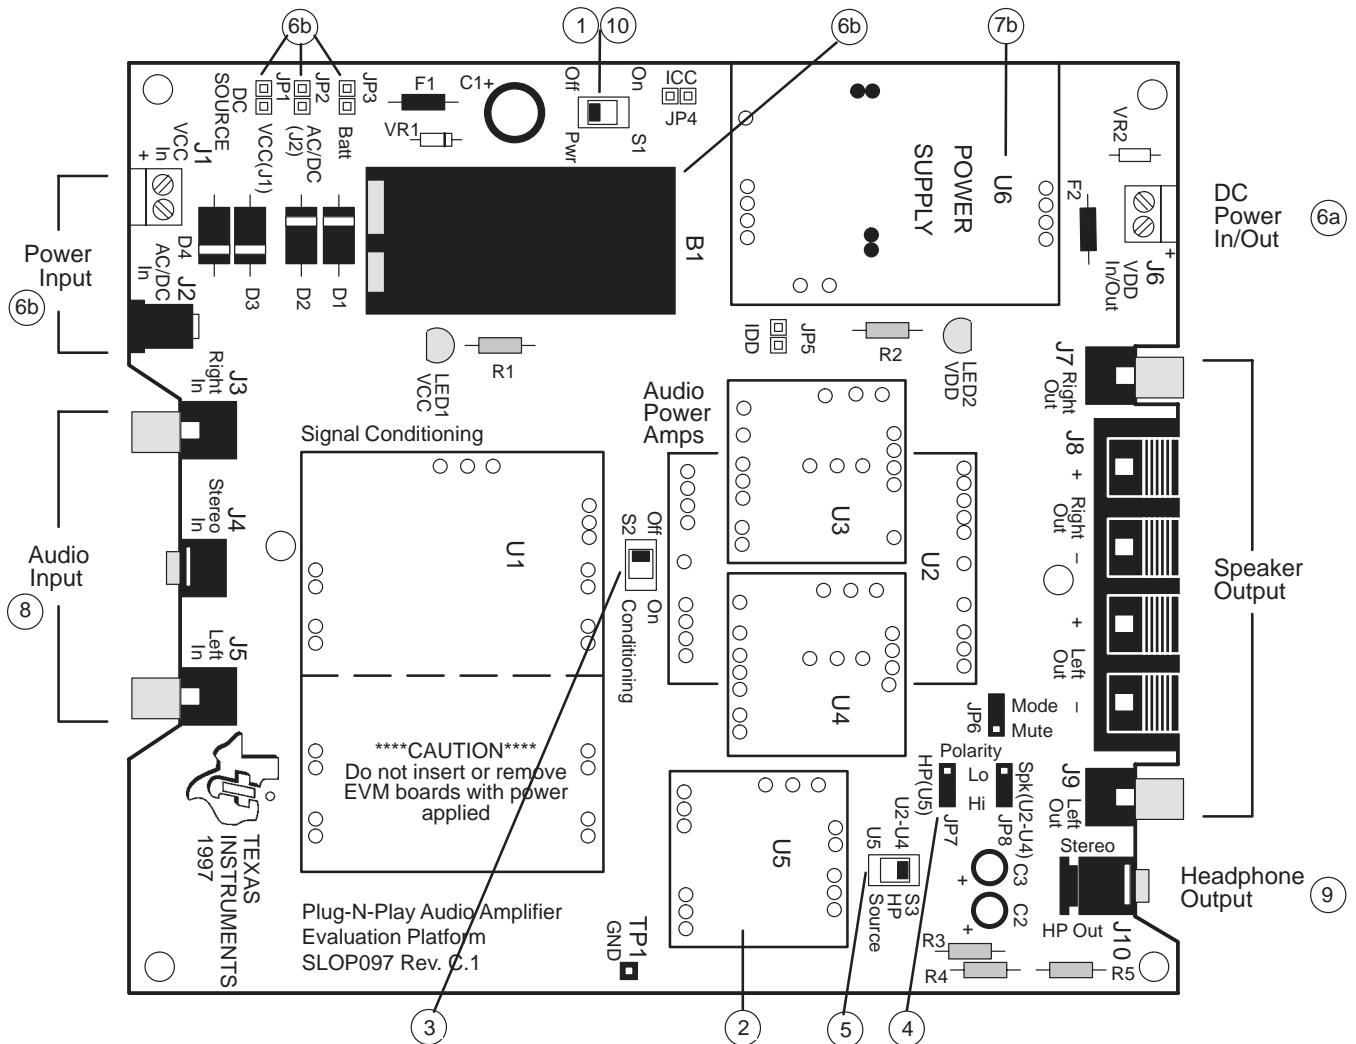 6b
1
10
6b
7b
DC
SOURCE
JP1
JP2
JP3
F1
C1+
Off
On
ICC
JP4
VR1
VR2
VCC(J1)
AC/DC
(J2)
Batt
Pwr
S1
J1
VCC
In
+
POWER
SUPPLY
U6
F2
DC
Power
In/Out
6a
Power
Input
6b
D4
J2
AC/DC
In
D3
D2
D1
B1
J6
VDD
In/Out
+
LED1
VCC
R1
IDD
JP5
R2
LED2
VDD
J3
Right
In
J7
Right
Out
Signal Conditioning
Audio
Power
Amps
J8
+
Right
Out
–
+
Left
Out
–
J4
Stereo
In
Audio
Input
8
U1
S2
Off
On
Conditioning
U3
U2
U4
Speaker
Output
J5
Left
In
JP6
Mode
Mute
****CAUTION****
Do not insert or remove
EVM boards with power
applied
Polarity
HP(U5)
Lo
Hi
Spk(U2-U4)
JP7
JP8
J9
Left
Out
TEXAS
INSTRUMENTS
1997
U5
U5
U2-U4
S3
HP
Source
+
C3
C2
+
Stereo
HP Out
J10
Headphone
Output
9
Plug-N-Play Audio Amplifier
Evaluation Platform
SLOP097 Rev. C.1
TP1
GND
R3
R4
R5
3
2
5
4